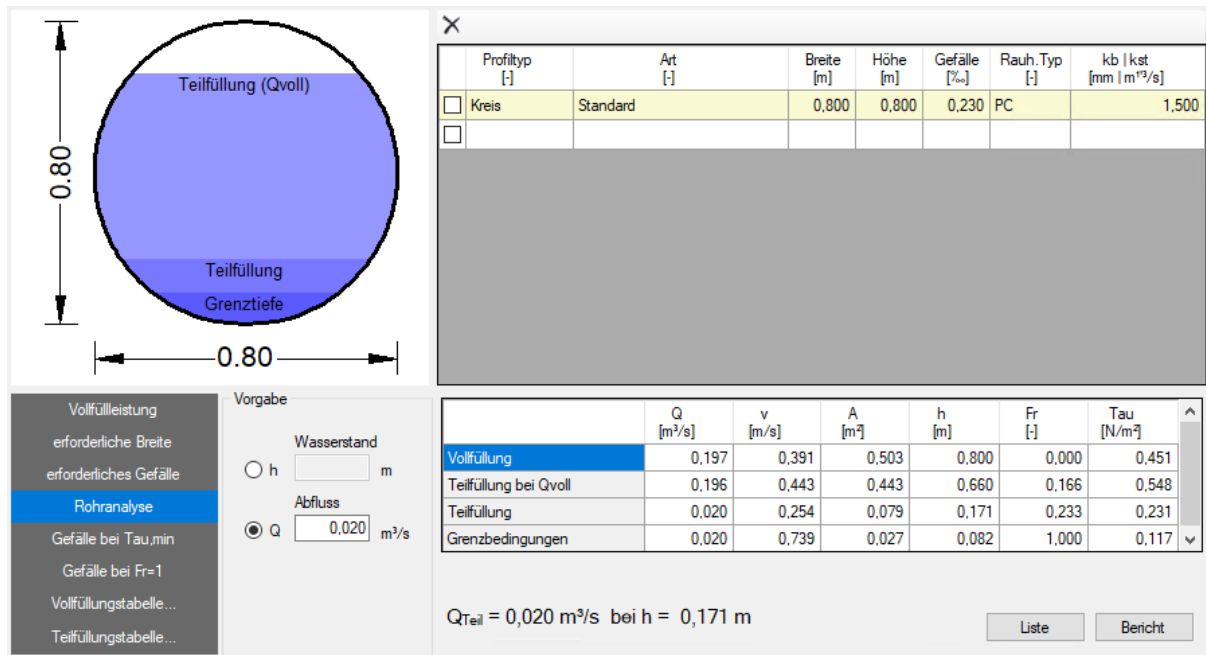 Teilfüllung (Qvoll)
0.80
Teilfüllung
Grenztiefe
0.80
Profiltyp [-] Art [-] Breite [m] Höhe [m] Gefälle [‰] Rauh.Typ [-] kb | kst [mm | m¹'³/s]
Kreis Standard 0,800 0,800 0,230 PC 1,500
Vollfüllleistung
erforderliche Breite
erforderliches Gefälle
Rohranalyse
Gefälle bei Tau,min
Gefälle bei Fr=1
Vollfüllungstabelle...
Teilfüllungstabelle...
Vorgabe
Wasserstand
h m
Abfluss
Q 0,020 m³/s
Q [m³/s] v [m/s] A [m²] h [m] Fr [-] Tau [N/m²]
Vollfüllung 0,197 0,391 0,503 0,800 0,000 0,451
Teilfüllung bei Qvoll 0,196 0,443 0,443 0,660 0,166 0,548
Teilfüllung 0,020 0,254 0,079 0,171 0,233 0,231
Grenzbedingungen 0,020 0,739 0,027 0,082 1,000 0,117
QTeil = 0,020 m³/s bei h = 0,171 m
Liste Bericht